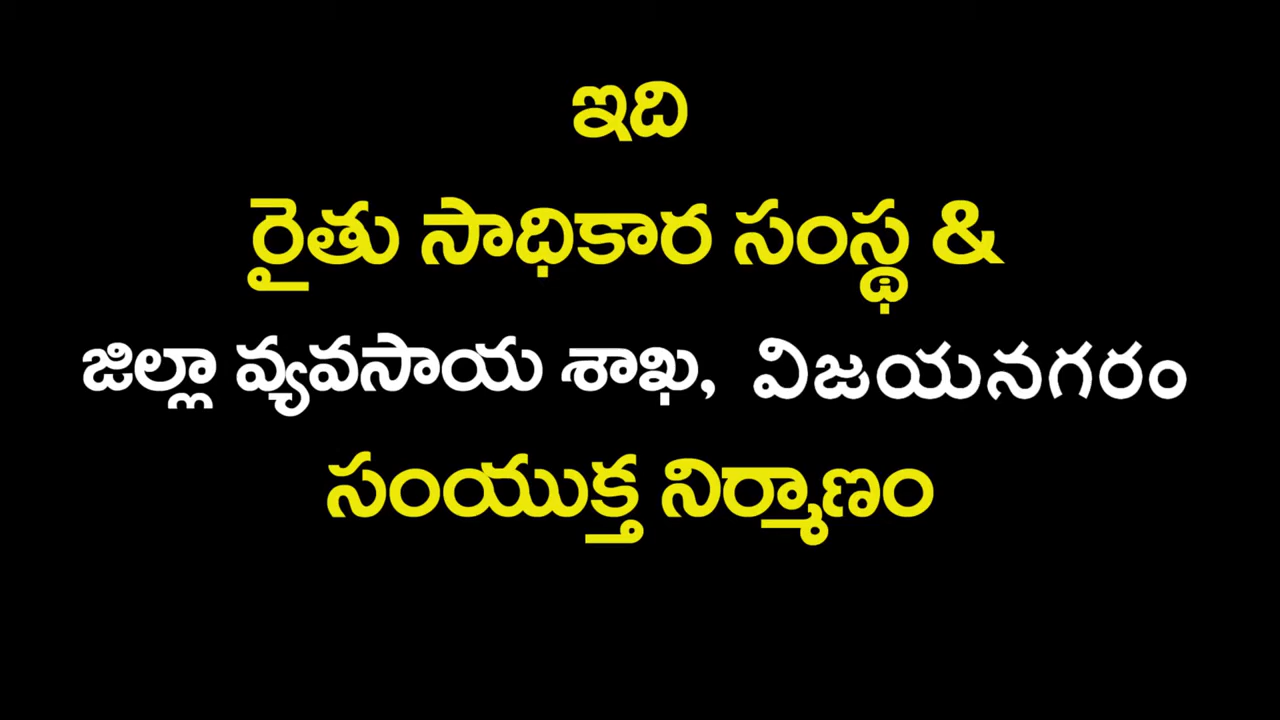 ఇది
రైతు సాధికార సంస్థ &
జిల్లా వ్యవసాయ శాఖ, విజయనగరం
సంయుక్త నిర్మాణం